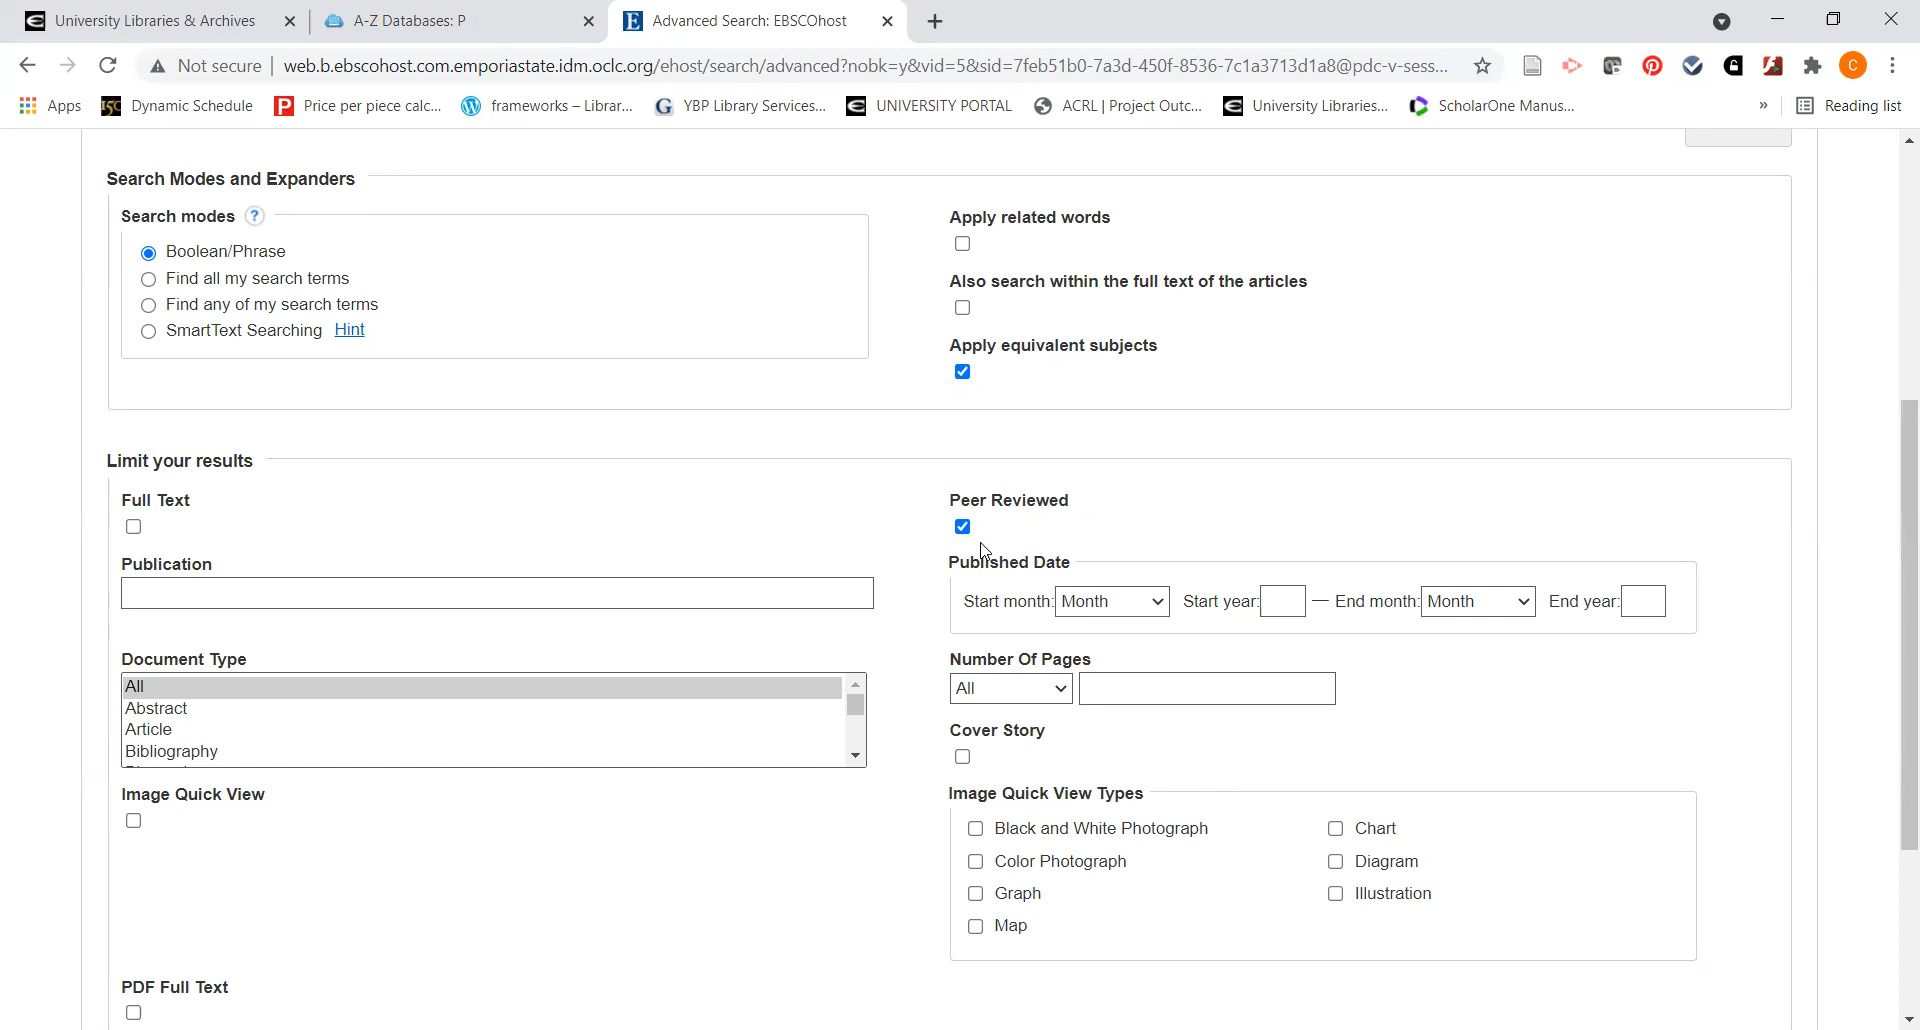 University Libraries & Archives
A-Z Databases: P
Advanced Search: EBSCOhost
Not secure
web.b.ebscohost.com.emporiastate.idm.oclc.org/ehost/search/advanced?nobk=y&vid=5&sid=7feb51b0-7a3d-450f-8536-7c1a3713d1a8@pdc-v-sess...
C
Apps
Dynamic Schedule
Price per piece calc...
frameworks – Librar...
YBP Library Services...
UNIVERSITY PORTAL
ACRL | Project Outc...
University Libraries...
ScholarOne Manus...
»
Reading list
Search Modes and Expanders
Search modes ?
Boolean/Phrase
Find all my search terms
Find any of my search terms
SmartText Searching Hint
Apply related words
Also search within the full text of the articles
Apply equivalent subjects
Limit your results
Full Text
Peer Reviewed
Publication
Published Date
Start month: Month Start year: — End month: Month End year:
Document Type
All
Abstract
Article
Bibliography
Number Of Pages
All
Cover Story
Image Quick View
Image Quick View Types
Black and White Photograph
Chart
Color Photograph
Diagram
Graph
Illustration
Map
PDF Full Text